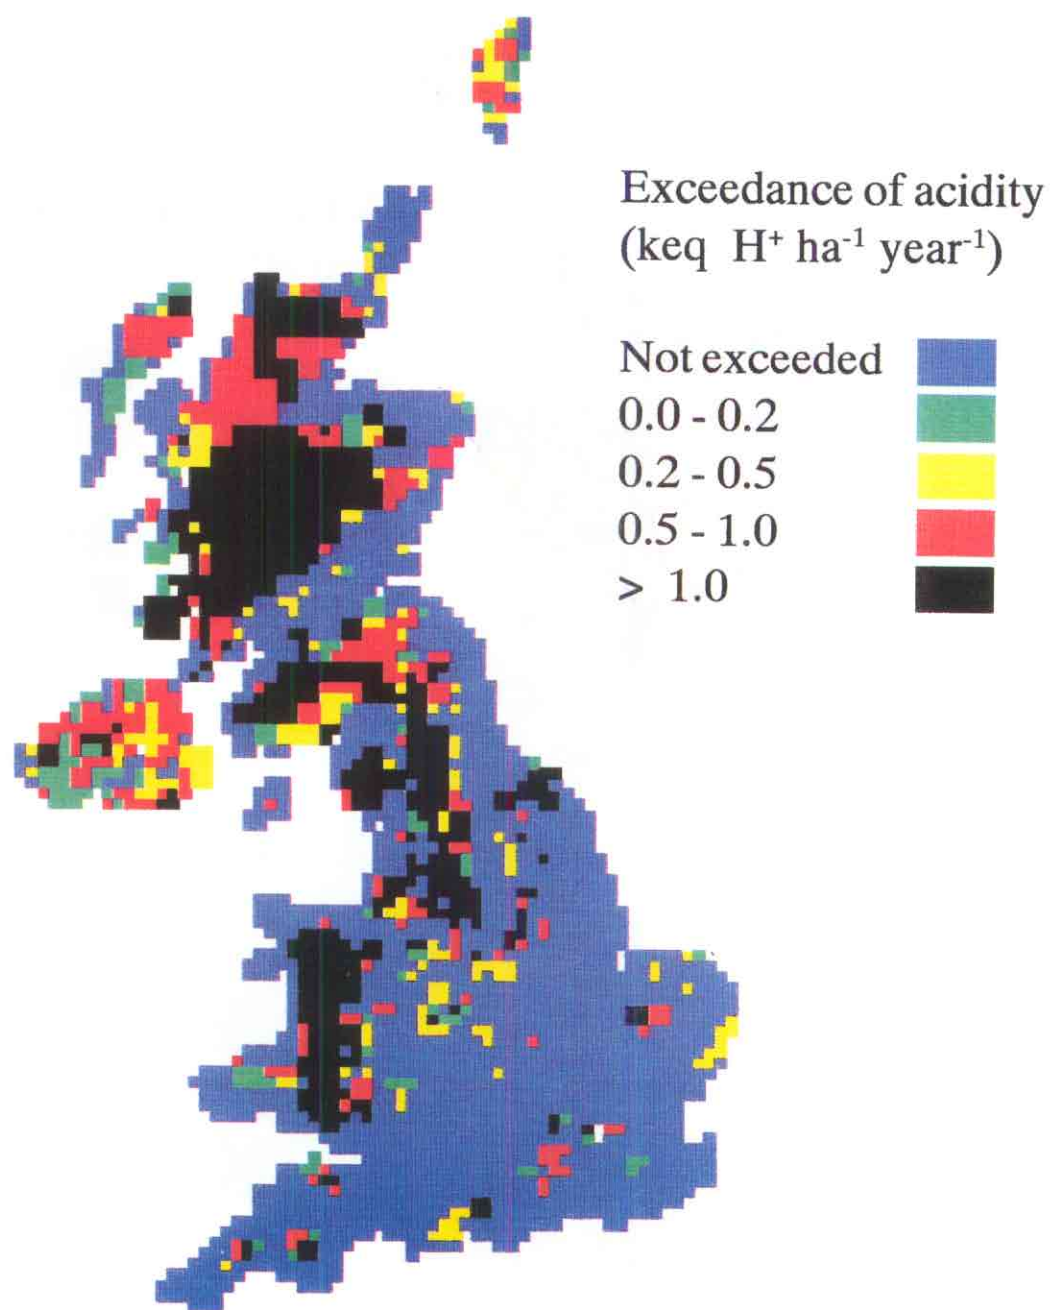 Exceedance of acidity
(keq H⁺ ha⁻¹ year⁻¹)
Not exceeded
0.0 - 0.2
0.2 - 0.5
0.5 - 1.0
> 1.0